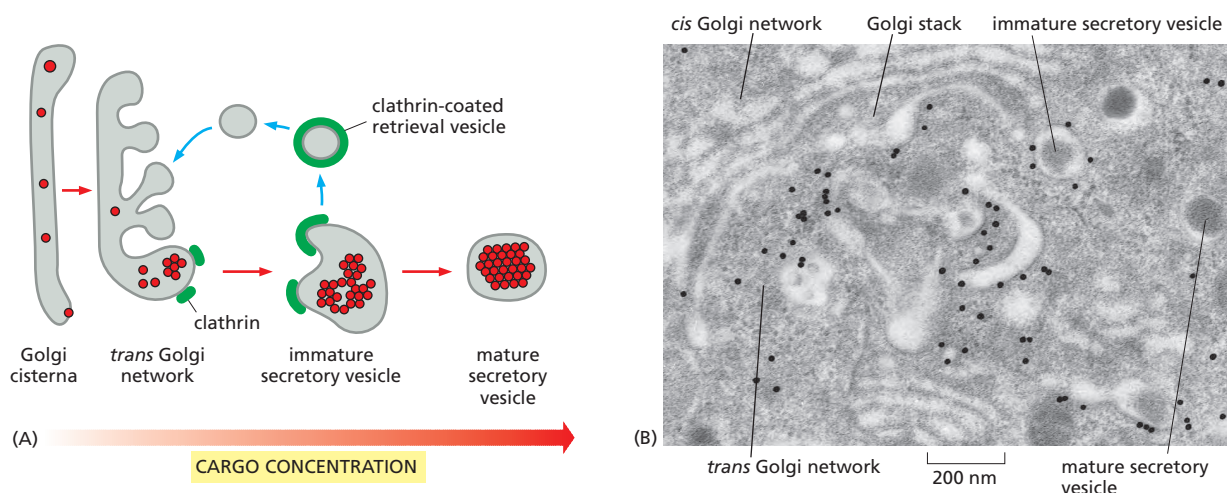 clathrin-coated
retrieval vesicle
clathrin
Golgi
cisterna
trans Golgi
network
immature
secretory vesicle
mature
secretory
vesicle
(A)
CARGO CONCENTRATION
cis Golgi network
Golgi stack
immature secretory vesicle
(B)
trans Golgi network
200 nm
mature secretory
vesicle